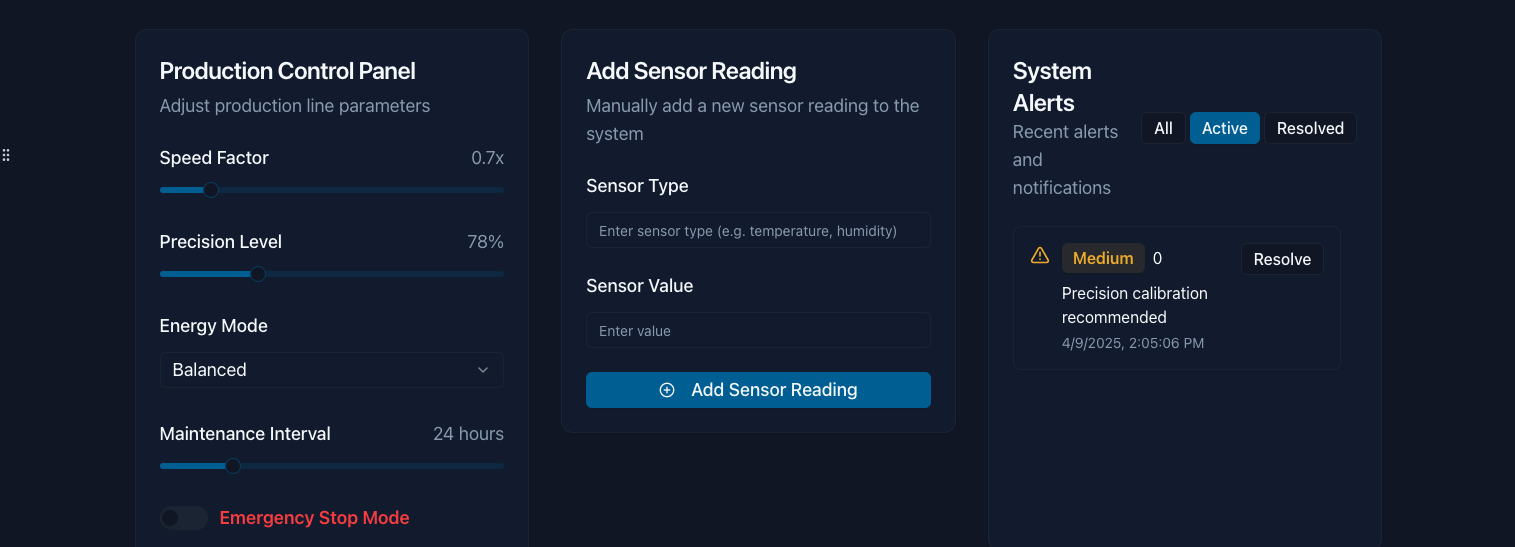 Production Control Panel
Adjust production line parameters
Speed Factor 0.7x
Precision Level 78%
Energy Mode
Balanced
Maintenance Interval 24 hours
Emergency Stop Mode
Add Sensor Reading
Manually add a new sensor reading to the
system
Sensor Type
Enter sensor type (e.g. temperature, humidity)
Sensor Value
Enter value
Add Sensor Reading
System
Alerts
Recent alerts
and
notifications
All Active Resolved
Medium 0 Resolve
Precision calibration
recommended
4/9/2025, 2:05:06 PM